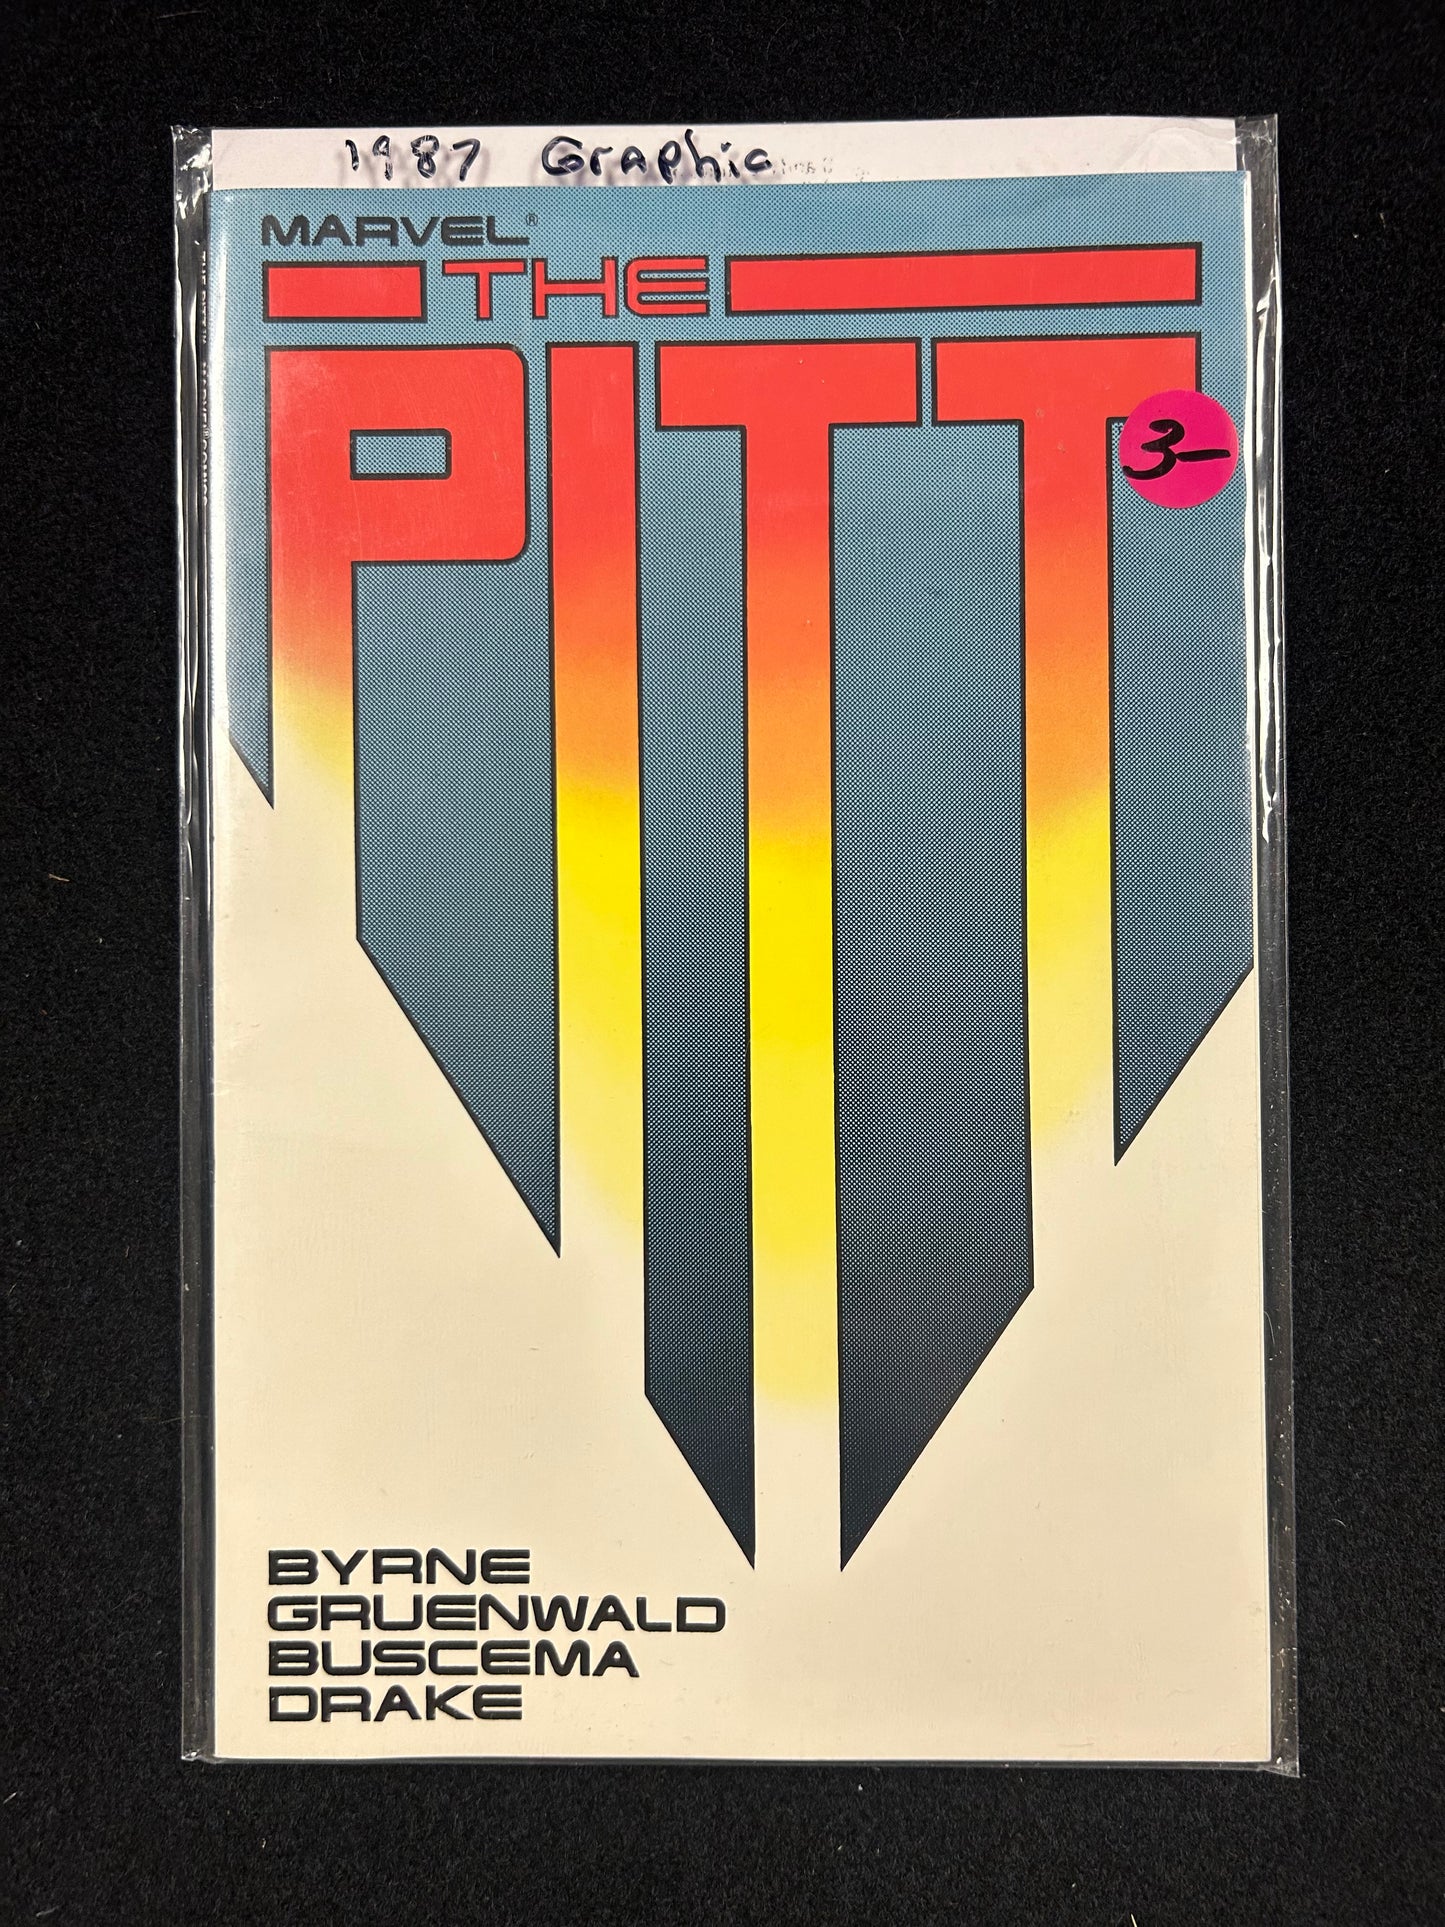 1987 Graphic
MARVEL®
THE
PITT
3-
BYRNE
GRUENWALD
BUSCEMA
DRAKE